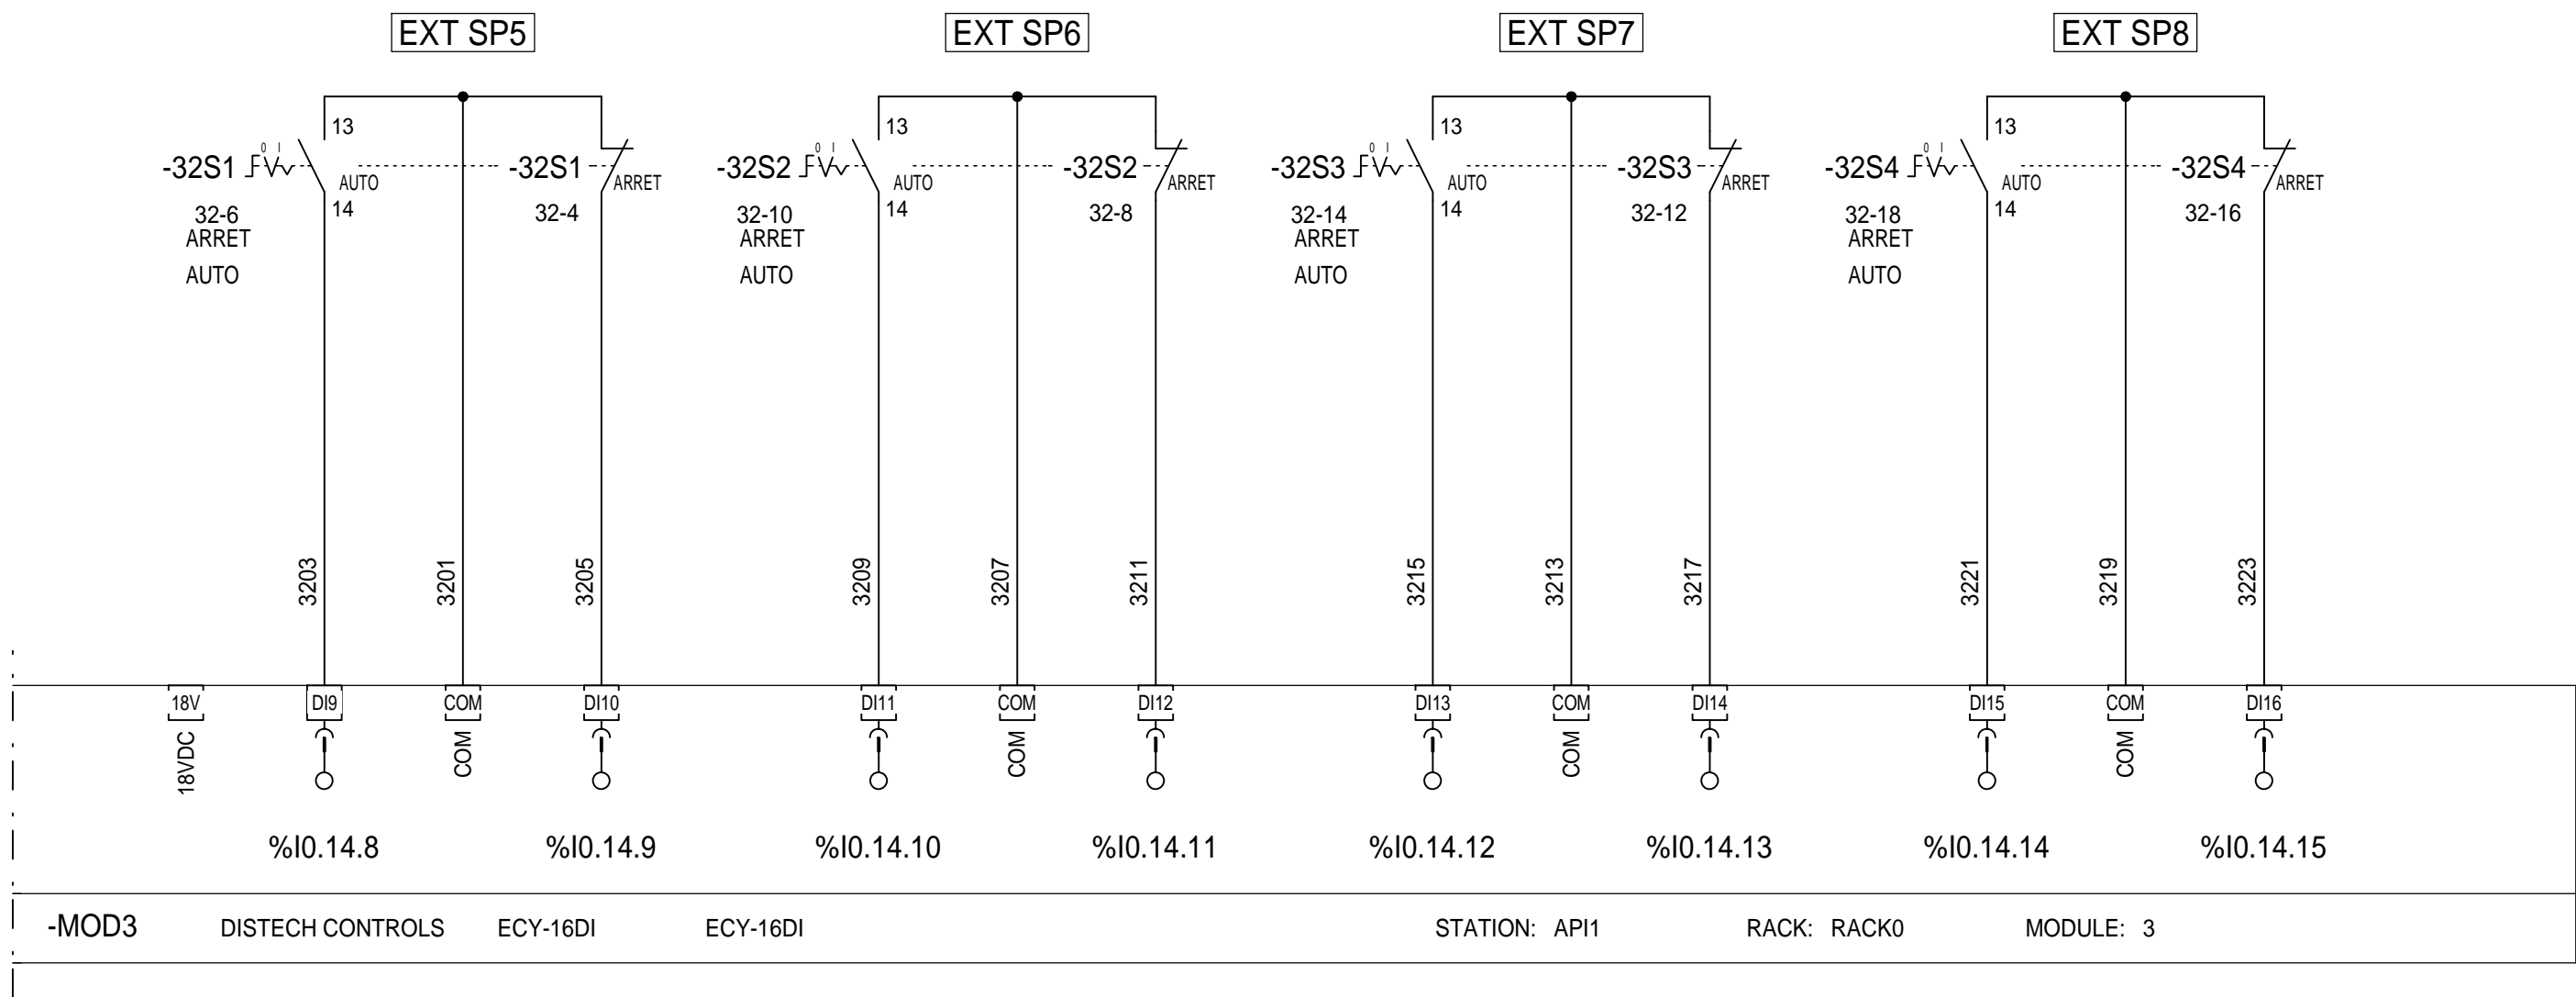 EXT SP5 EXT SP6 EXT SP7 EXT SP8
13 13 13 13
0 I 0 I 0 I 0 I
-32S1 -32S1 -32S2 -32S2 -32S3 -32S3 -32S4 -32S4
AUTO ARRET AUTO ARRET AUTO ARRET AUTO ARRET
32-6 14 32-4 32-10 14 32-8 32-14 14 32-12 32-18 14 32-16
ARRET ARRET ARRET ARRET
AUTO AUTO AUTO AUTO
3203 3201 3205 3209 3207 3211 3215 3213 3217 3221 3219 3223
18V DI9 COM DI10 DI11 COM DI12 DI13 COM DI14 DI15 COM DI16
18VDC COM COM COM COM
%I0.14.8 %I0.14.9 %I0.14.10 %I0.14.11 %I0.14.12 %I0.14.13 %I0.14.14 %I0.14.15
-MOD3 DISTECH CONTROLS ECY-16DI ECY-16DI STATION: API1 RACK: RACK0 MODULE: 3